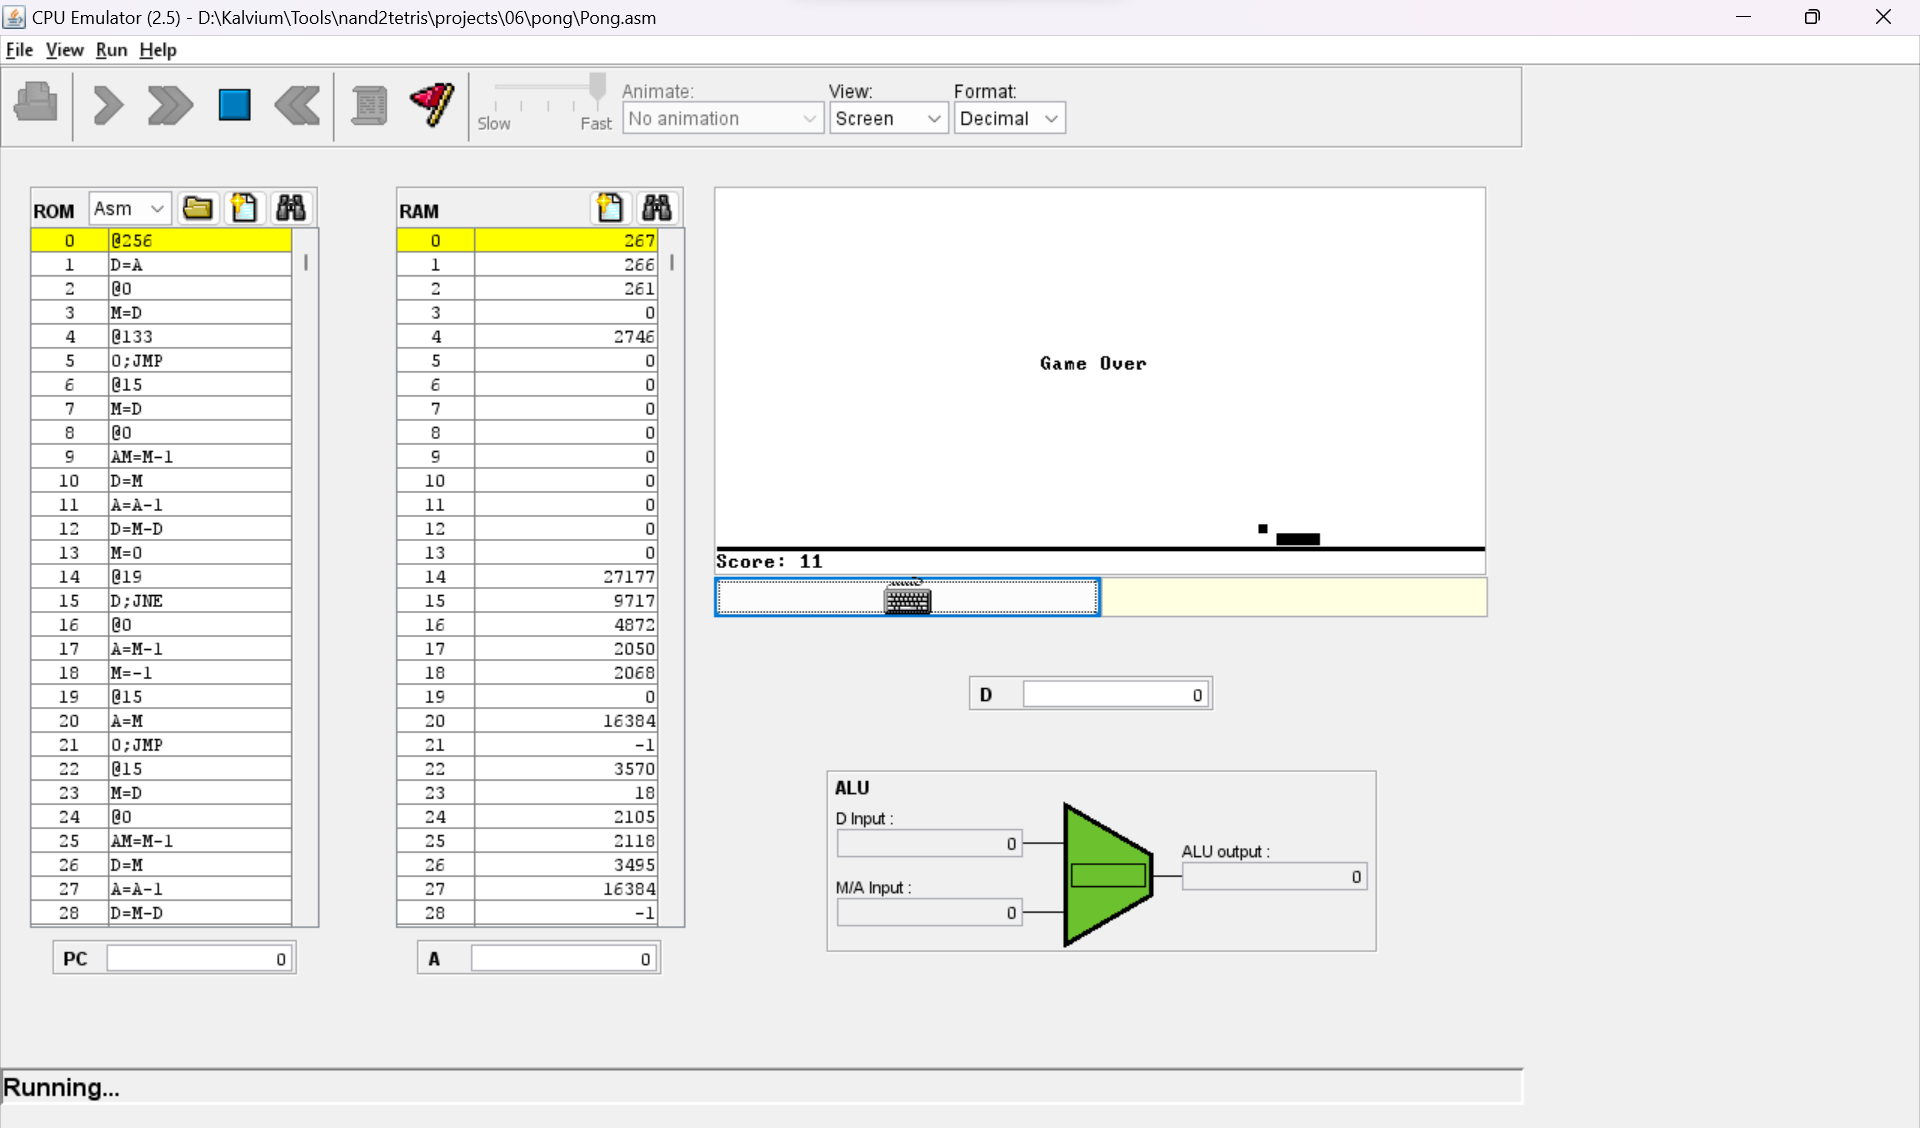 CPU Emulator (2.5) - D:\Kalvium\Tools\nand2tetris\projects\06\pong\Pong.asm
File View Run Help
Slow Fast
Animate:
No animation
View:
Screen
Format:
Decimal
ROM Asm
0 @256
1 D=A
2 @0
3 M=D
4 @133
5 0;JMP
6 @15
7 M=D
8 @0
9 AM=M-1
10 D=M
11 A=A-1
12 D=M-D
13 M=0
14 @19
15 D;JNE
16 @0
17 A=M-1
18 M=-1
19 @15
20 A=M
21 0;JMP
22 @15
23 M=D
24 @0
25 AM=M-1
26 D=M
27 A=A-1
28 D=M-D
PC 0
RAM
0 267
1 266
2 261
3 0
4 2746
5 0
6 0
7 0
8 0
9 0
10 0
11 0
12 0
13 0
14 27177
15 9717
16 4872
17 2050
18 2068
19 0
20 16384
21 -1
22 3570
23 18
24 2105
25 2118
26 3495
27 16384
28 -1
A 0
Game Over
Score: 11
D 0
ALU
D Input :
0
M/A Input :
0
ALU output :
0
Running...